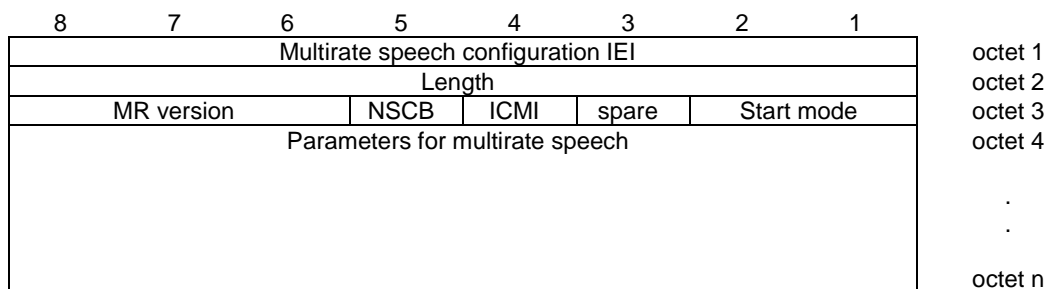 8 7 6 5 4 3 2 1
Multirate speech configuration IEI octet 1
Length octet 2
MR version NSCB ICMI spare Start mode octet 3
Parameters for multirate speech octet 4
.
.
octet n